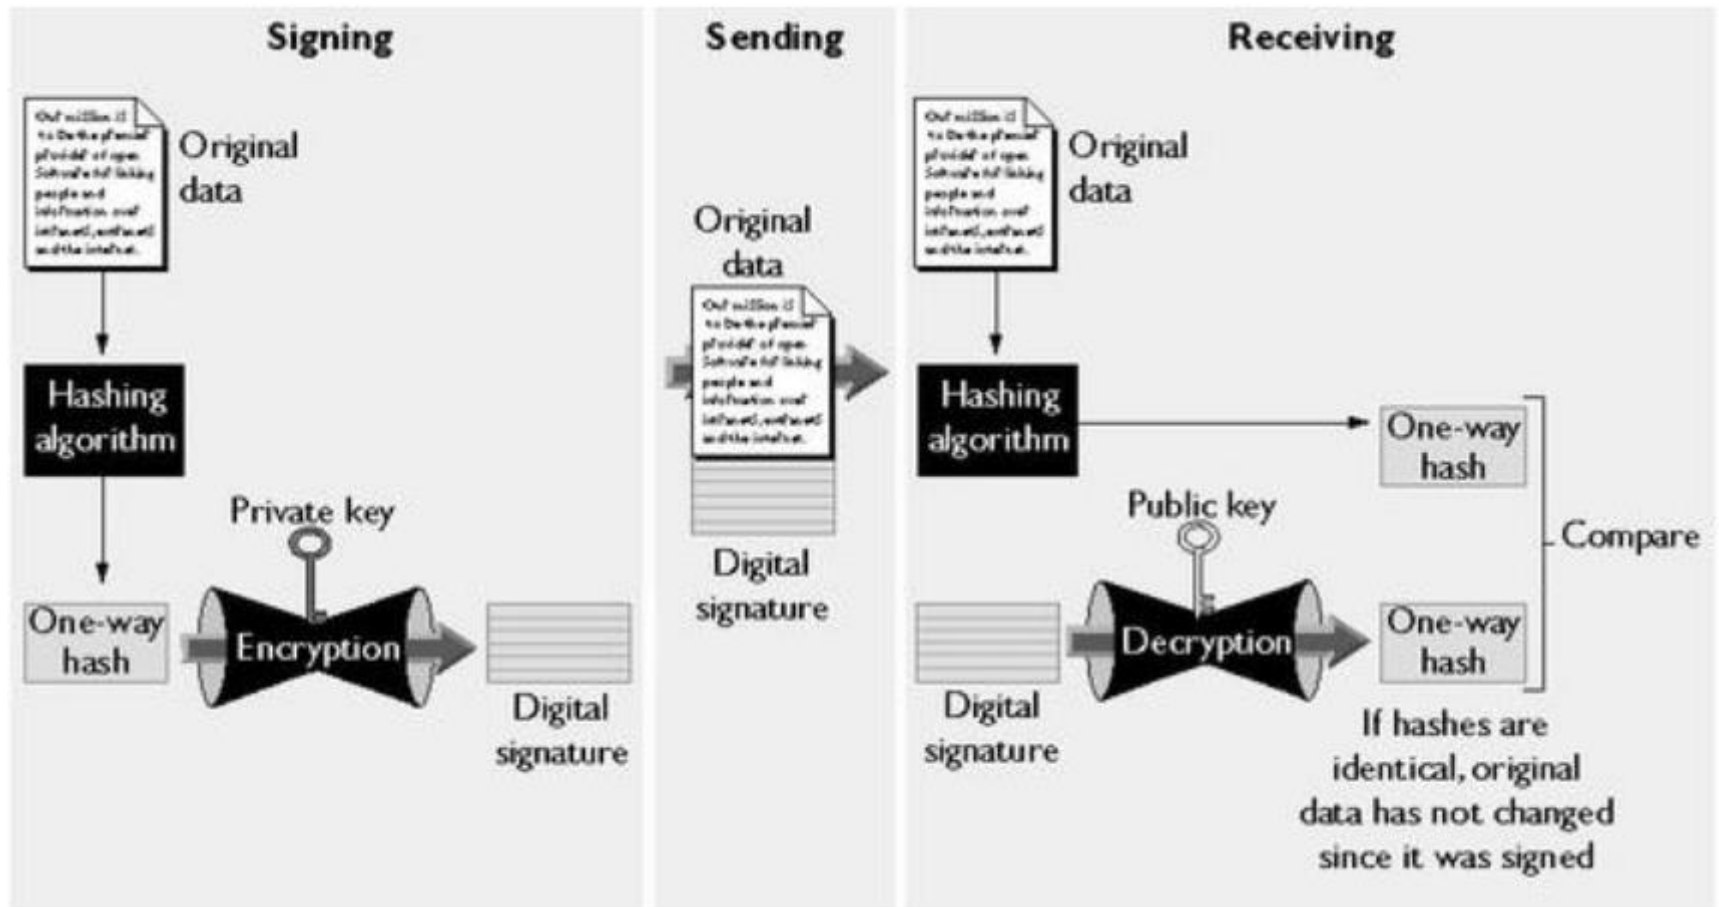 Signing
Original
data
Hashing
algorithm
Private key
One-way
hash
Encryption
Digital
signature
Sending
Original
data
Digital
signature
Receiving
Original
data
Hashing
algorithm
One-way
hash
Public key
Compare
Decryption
One-way
hash
Digital
signature
If hashes are
identical, original
data has not changed
since it was signed